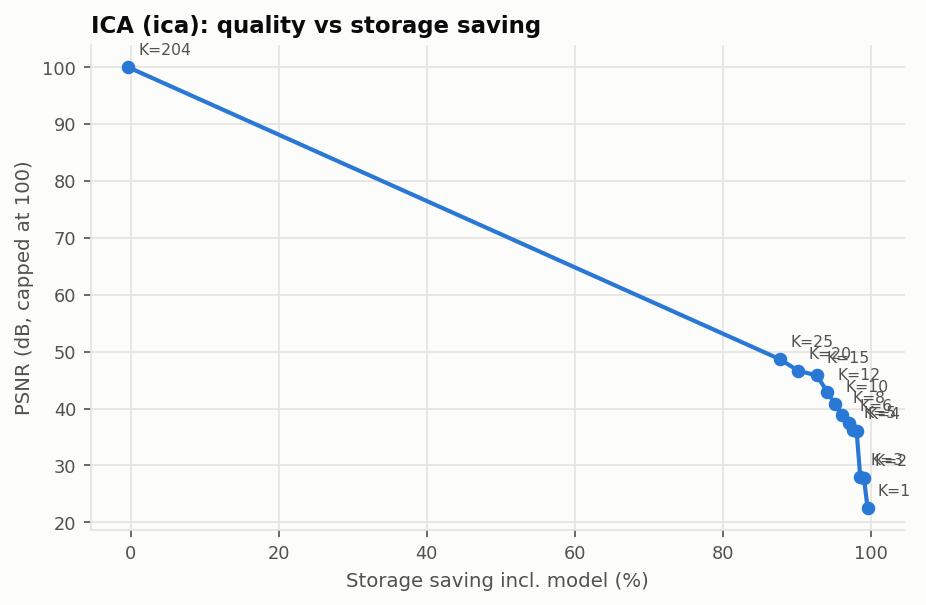 ICA (ica): quality vs storage saving
K=204
100
90
80
70
60
50
40
30
20
PSNR (dB, capped at 100)
K=25
K=20
K=15
K=12
K=10
K=8
K=6
K=5
K=4
K=3
K=2
K=1
0
20
40
60
80
100
Storage saving incl. model (%)